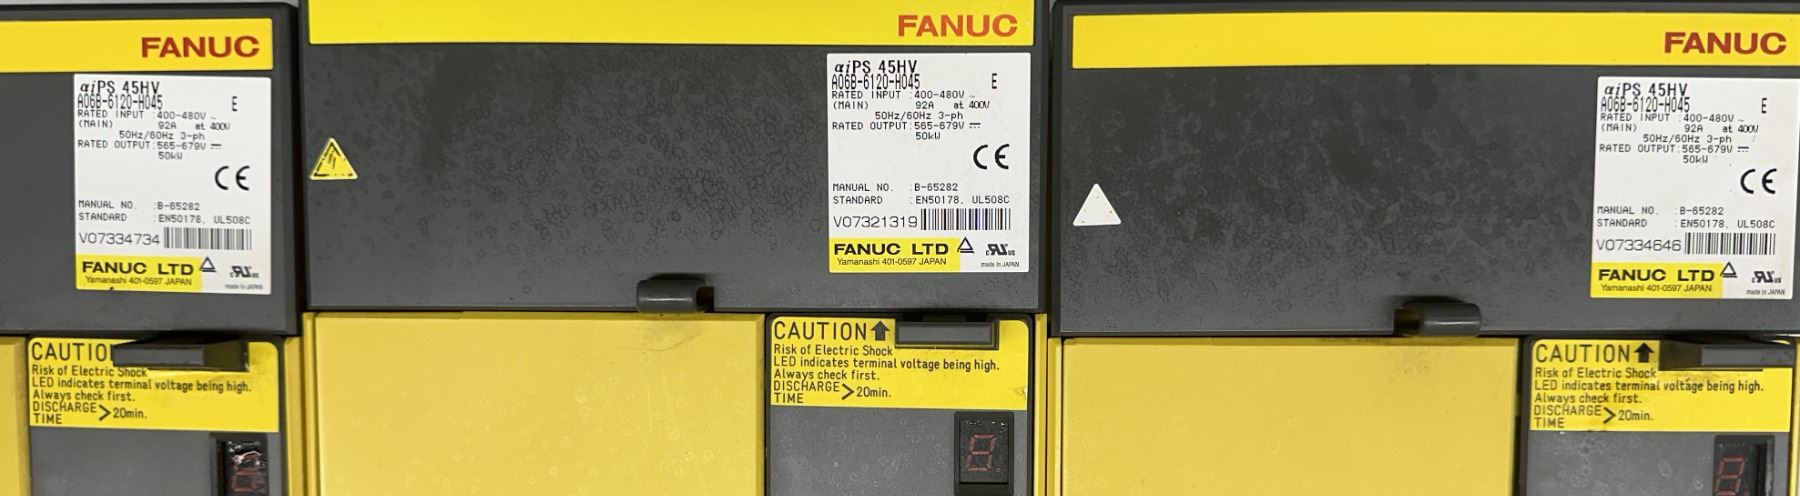 FANUC
αiPS 45HV
A06B-6120-H045 E
RATED INPUT :400-480V ~
(MAIN) 92A at 400V
50Hz/60Hz 3-ph
RATED OUTPUT:565-679V ⎓
50kW
CE
MANUAL NO. :B-65282
STANDARD :EN50178, UL508C
V07334734
FANUC LTD
Yamanashi 401-0597 JAPAN
made in JAPAN
CAUTIO
Risk of Electric Shock
LED indicates terminal voltage being high.
Always check first.
DISCHARGE
TIME > 20min.
FANUC
αiPS 45HV
A06B-6120-H045 E
RATED INPUT :400-480V ~
(MAIN) 92A at 400V
50Hz/60Hz 3-ph
RATED OUTPUT:565-679V ⎓
50kW
CE
MANUAL NO. :B-65282
STANDARD :EN50178, UL508C
V07321319
FANUC LTD
Yamanashi 401-0597 JAPAN
made in JAPAN
CAUTION ⬆
Risk of Electric Shock
LED indicates terminal voltage being high.
Always check first.
DISCHARGE
TIME > 20min.
FANUC
αiPS 45HV
A06B-6120-H045 E
RATED INPUT :400-480V ~
(MAIN) 92A at 400V
50Hz/60Hz 3-ph
RATED OUTPUT:565-679V ⎓
50kW
CE
MANUAL NO. :B-65282
STANDARD :EN50178, UL508C
V07334646
FANUC LTD
Yamanashi 401-0597 JAPAN
made in JAPAN
CAUTION ⬆
Risk of Electric Shock
LED indicates terminal voltage being high.
Always check first.
DISCHARGE
TIME > 20min.